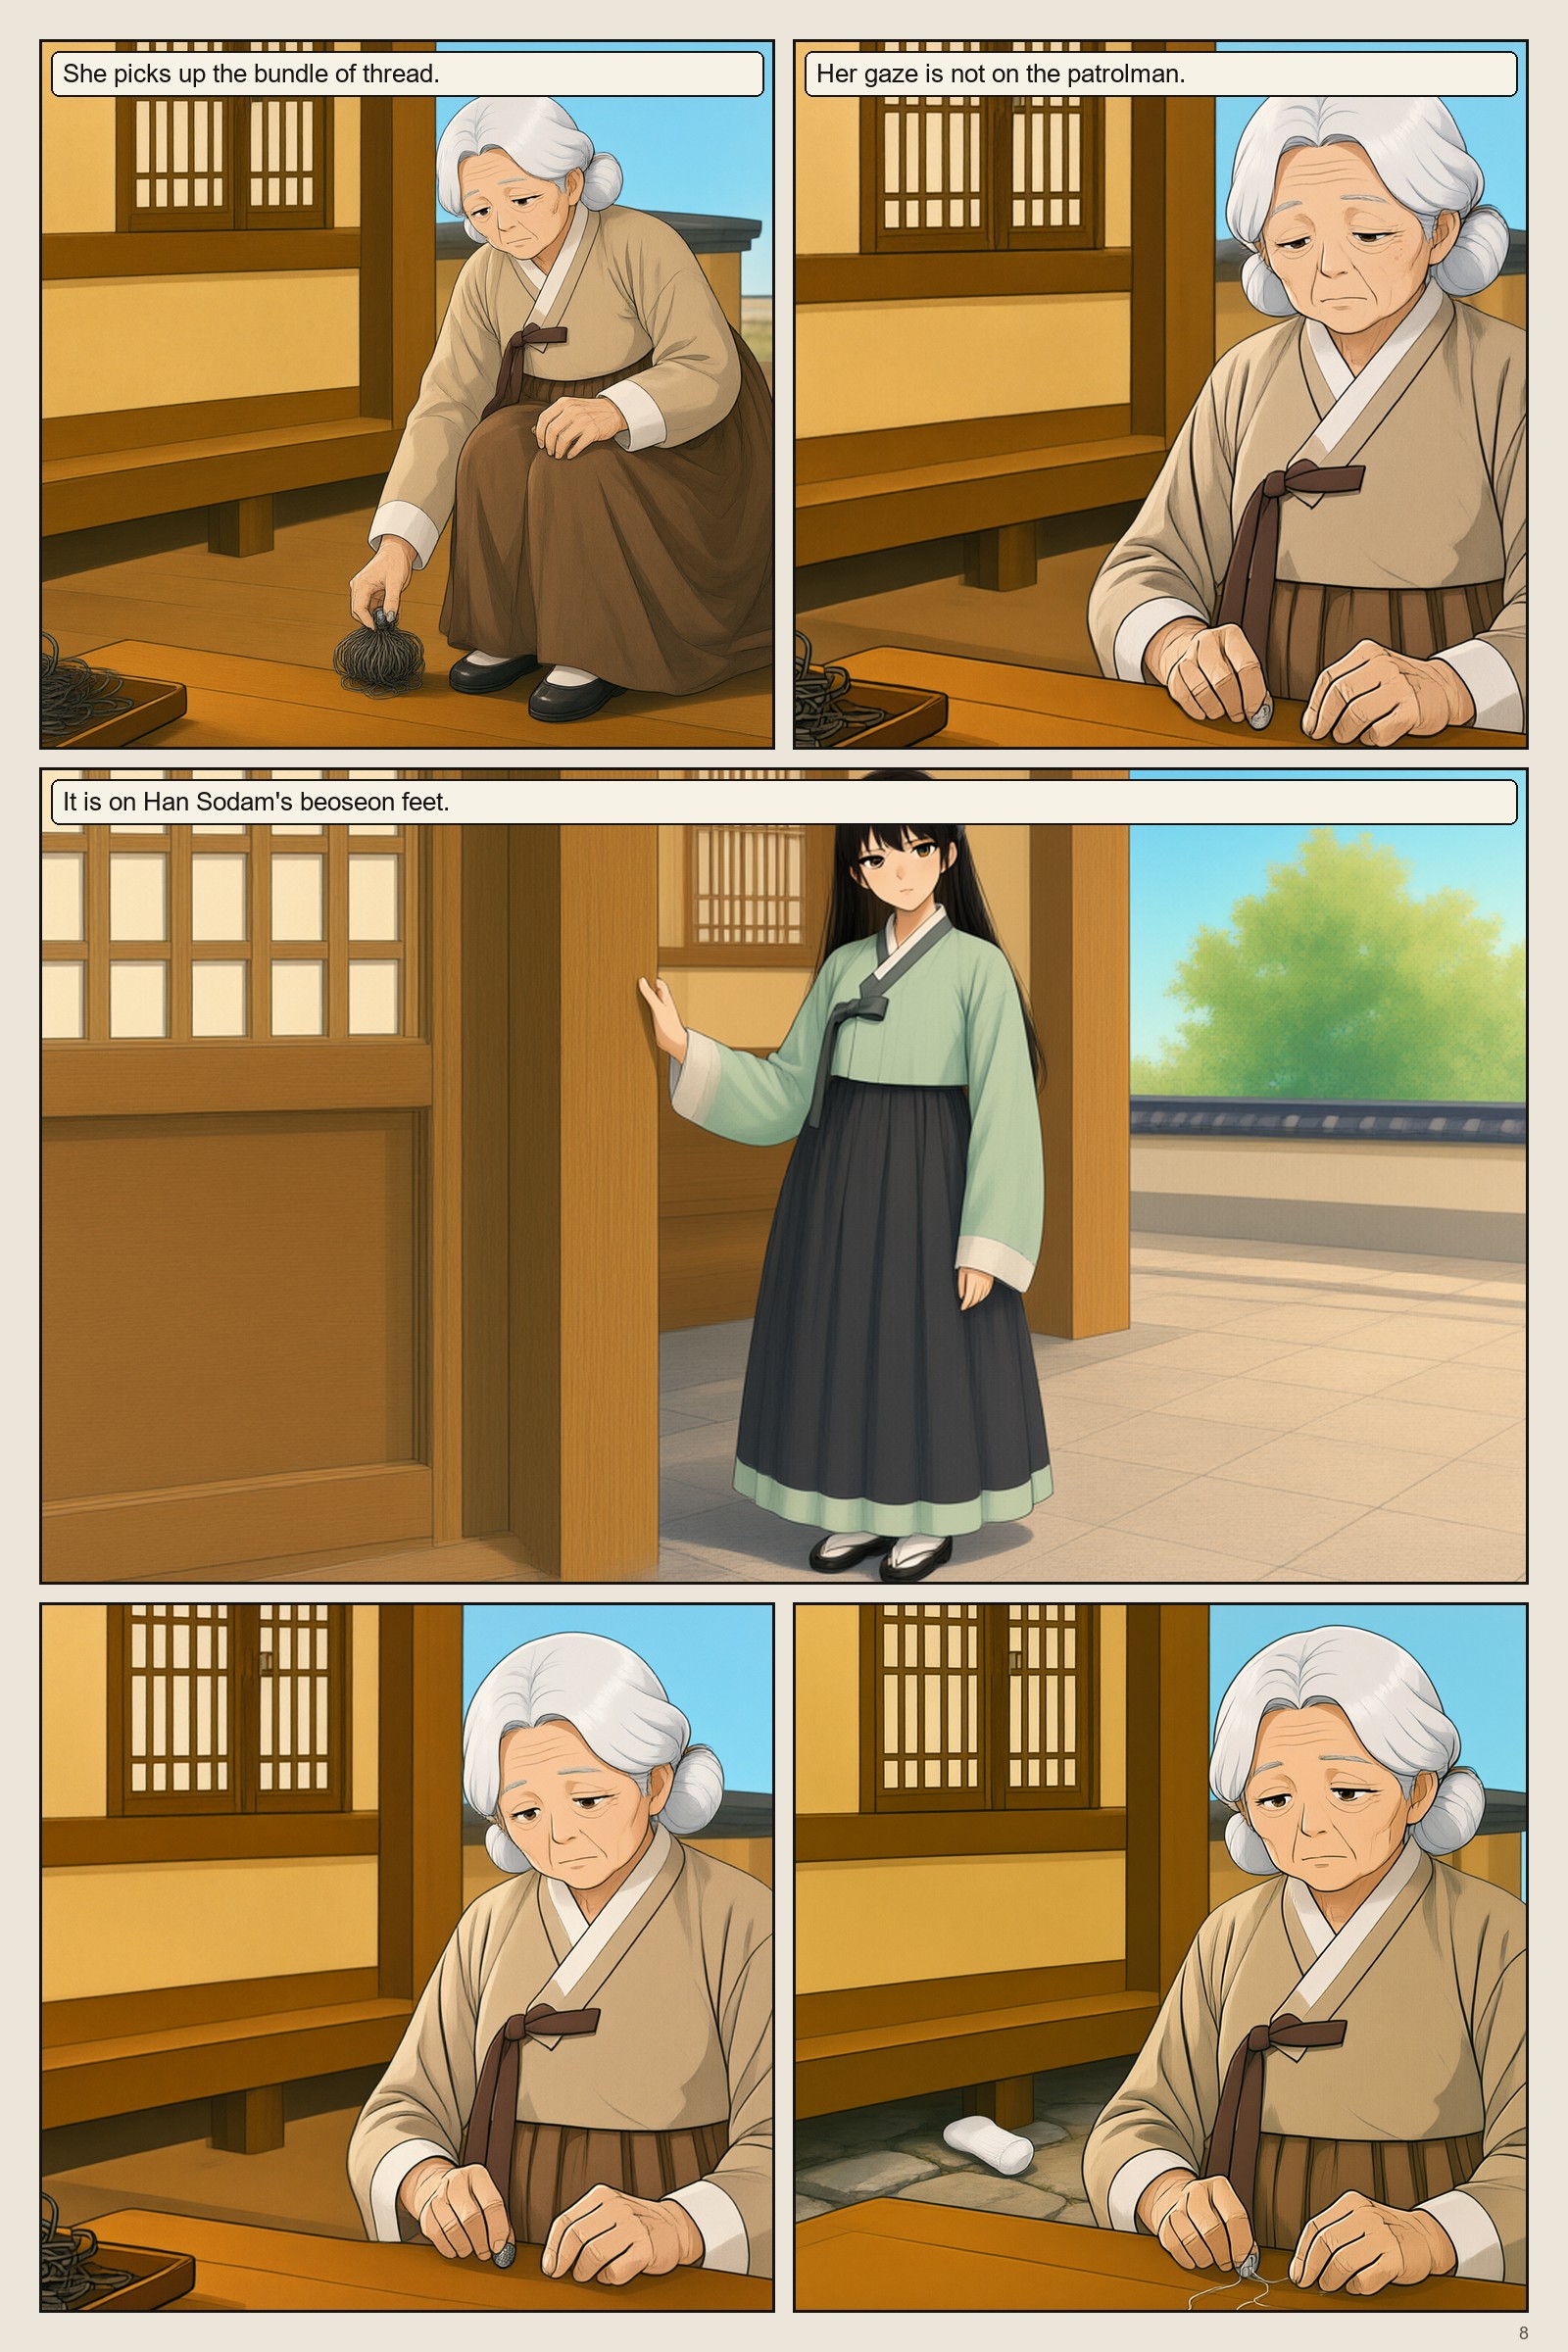 She picks up the bundle of thread.
Her gaze is not on the patrolman.
It is on Han Sodam's beoseon feet.
8